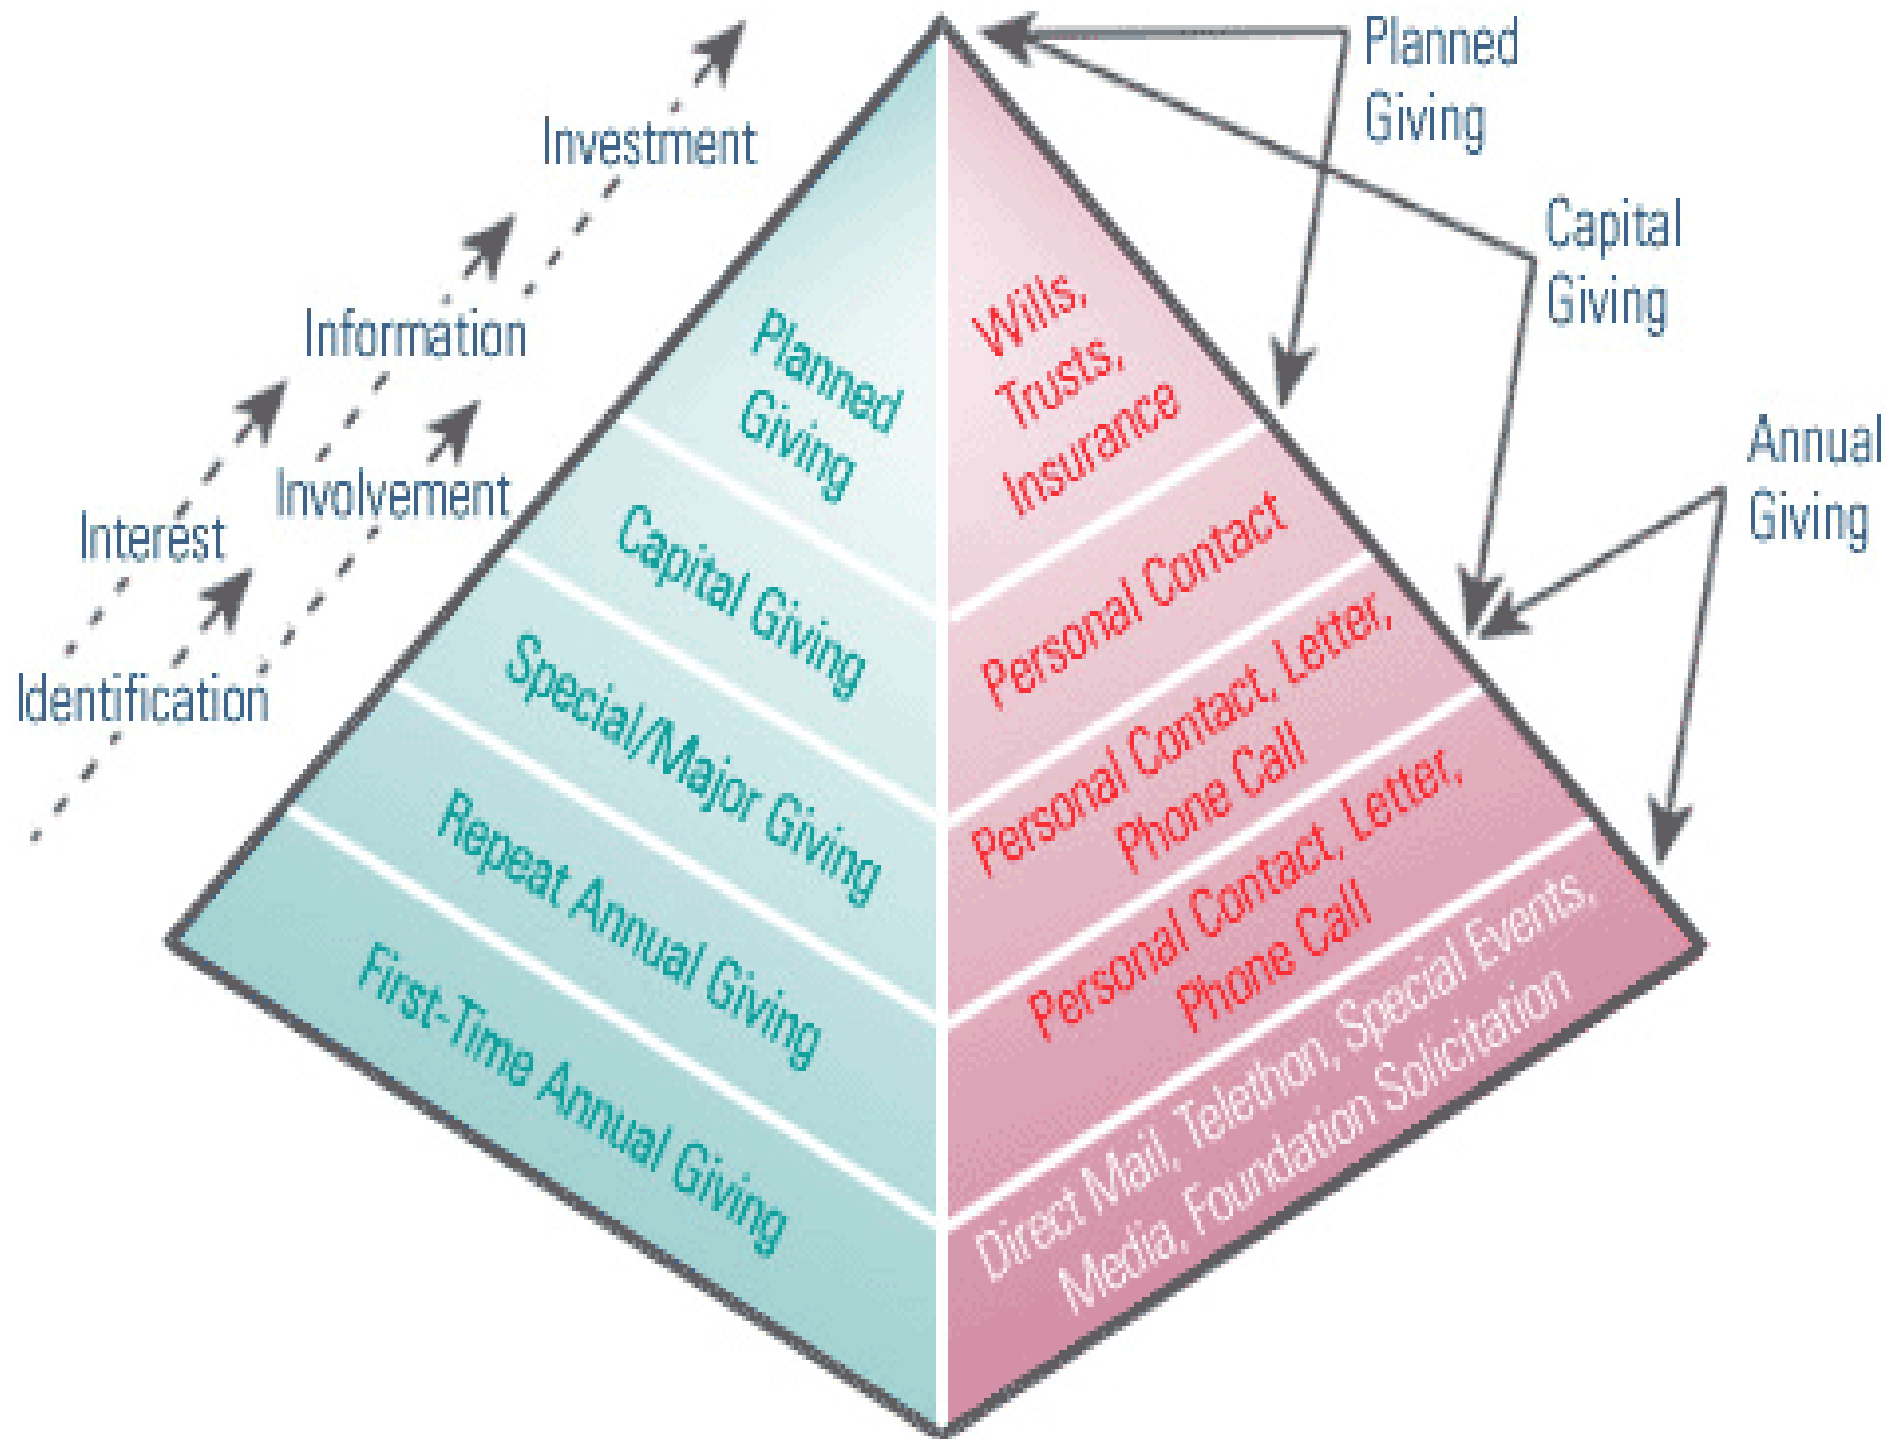 Investment
Information
Involvement
Interest
Identification
Planned
Giving
Capital Giving
Special/Major Giving
Repeat Annual Giving
First-Time Annual Giving
Wills,
Trusts,
Insurance
Personal Contact
Personal Contact, Letter,
Phone Call
Personal Contact, Letter,
Phone Call
Direct Mail, Telethon, Special Events,
Media, Foundation Solicitation
Planned
Giving
Capital
Giving
Annual
Giving